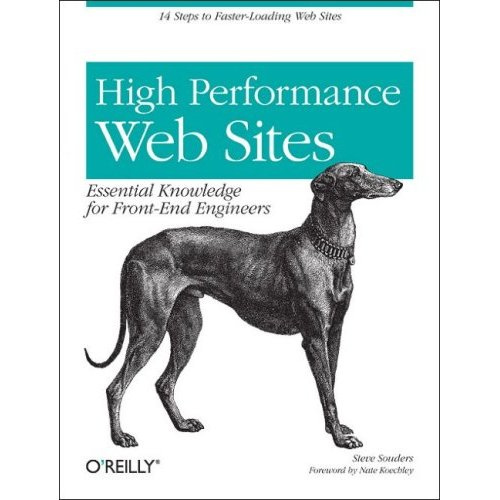 14 Steps to Faster-Loading Web Sites
High Performance
Web Sites
Essential Knowledge
for Front-End Engineers
O'REILLY®
Steve Souders
Foreword by Nate Koechley